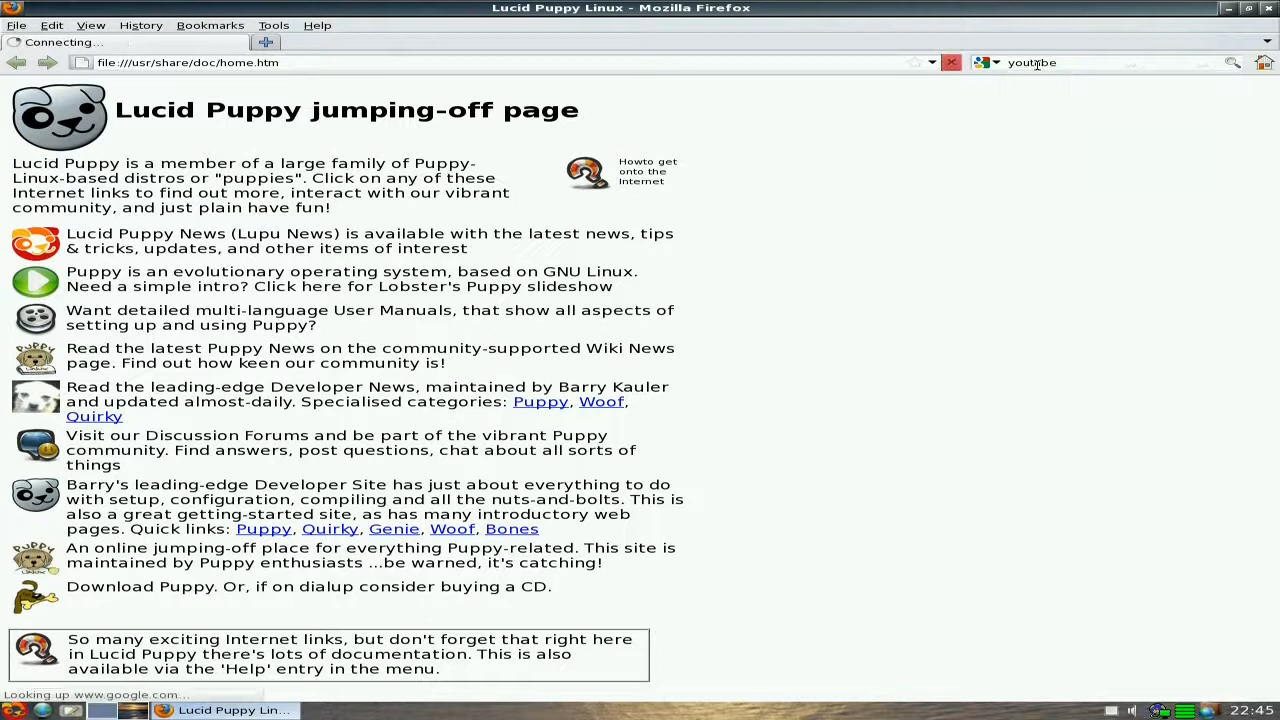 Lucid Puppy Linux - Mozilla Firefox
File Edit View History Bookmarks Tools Help
Connecting...
file:///usr/share/doc/home.htm
youtube
Lucid Puppy jumping-off page
Lucid Puppy is a member of a large family of Puppy-
Linux-based distros or "puppies". Click on any of these
Internet links to find out more, interact with our vibrant
community, and just plain have fun!
Howto get
onto the
Internet
Lucid Puppy News (Lupu News) is available with the latest news, tips
& tricks, updates, and other items of interest
Puppy is an evolutionary operating system, based on GNU Linux.
Need a simple intro? Click here for Lobster's Puppy slideshow
Want detailed multi-language User Manuals, that show all aspects of
setting up and using Puppy?
Read the latest Puppy News on the community-supported Wiki News
page. Find out how keen our community is!
Read the leading-edge Developer News, maintained by Barry Kauler
and updated almost-daily. Specialised categories: Puppy, Woof,
Quirky
Visit our Discussion Forums and be part of the vibrant Puppy
community. Find answers, post questions, chat about all sorts of
things
Barry's leading-edge Developer Site has just about everything to do
with setup, configuration, compiling and all the nuts-and-bolts. This is
also a great getting-started site, as has many introductory web
pages. Quick links: Puppy, Quirky, Genie, Woof, Bones
An online jumping-off place for everything Puppy-related. This site is
maintained by Puppy enthusiasts ...be warned, it's catching!
Download Puppy. Or, if on dialup consider buying a CD.
So many exciting Internet links, but don't forget that right here
in Lucid Puppy there's lots of documentation. This is also
available via the 'Help' entry in the menu.
Looking up www.google.com...
Lucid Puppy Lin...
22:45